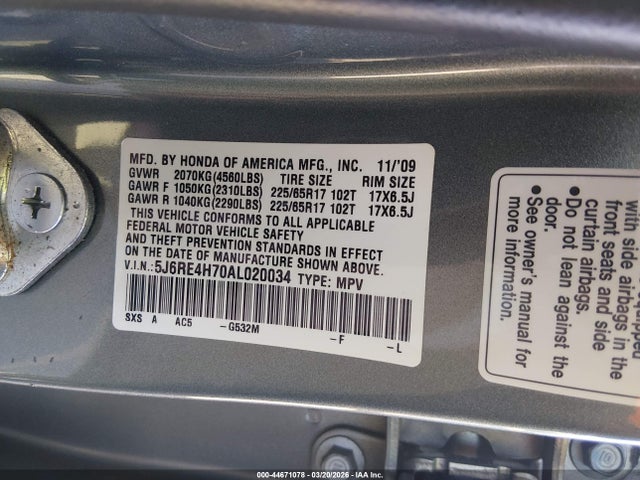 MFD. BY HONDA OF AMERICA MFG., INC. 11/'09
GVWR 2070KG(4560LBS) TIRE SIZE RIM SIZE
GAWR F 1050KG(2310LBS) 225/65R17 102T 17X6.5J
GAWR R 1040KG(2290LBS) 225/65R17 102T 17X6.5J
THIS VEHICLE CONFORMS TO ALL APPLICABLE
FEDERAL MOTOR VEHICLE SAFETY
AND THEFT PREVENTION STANDARDS IN EFFECT
ON THE DATE OF MANUFACTURE SHOWN ABOVE.
V.I.N.: 5J6RE4H70AL020034 TYPE: MPV
SXS A AC5 -G532M -F -L
side airbags in the
front seats and side
curtain airbags.
• Do not lean against the
door.
• See owner's manual for
more information.
000-44671078 - 03/20/2026 - IAA Inc.